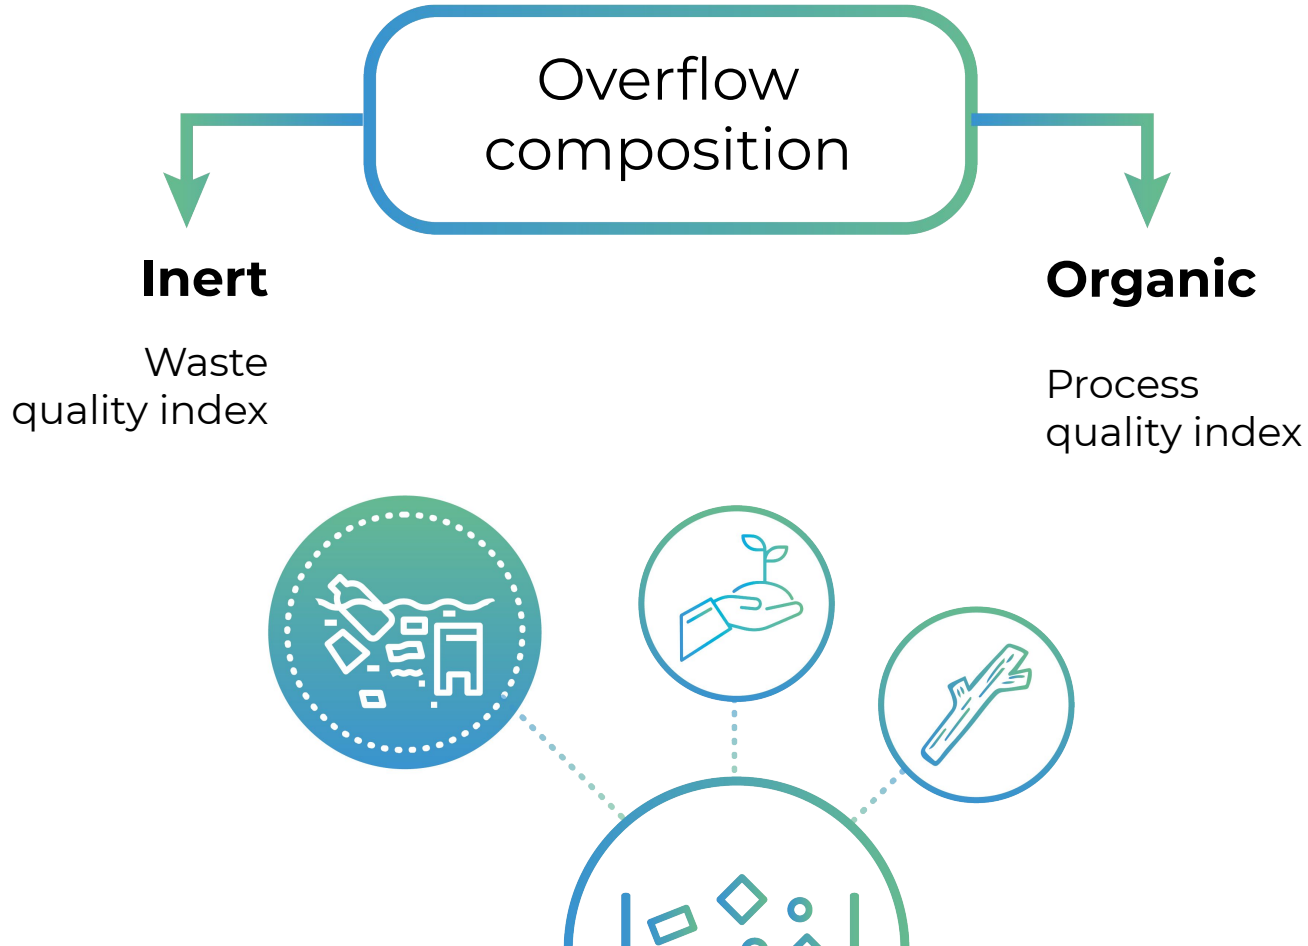 Overflow
composition
Inert
Waste
quality index
Organic
Process
quality index